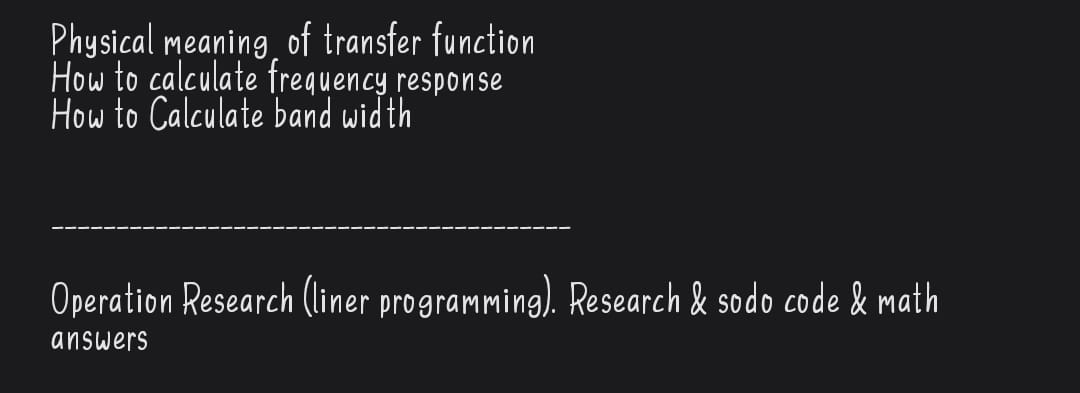 Physical meaning  of transfer function
How to calculate frequency response
How to Calculate band width
----------------------------------------
Operation Research (liner programming). Research & sodo code & math
answers